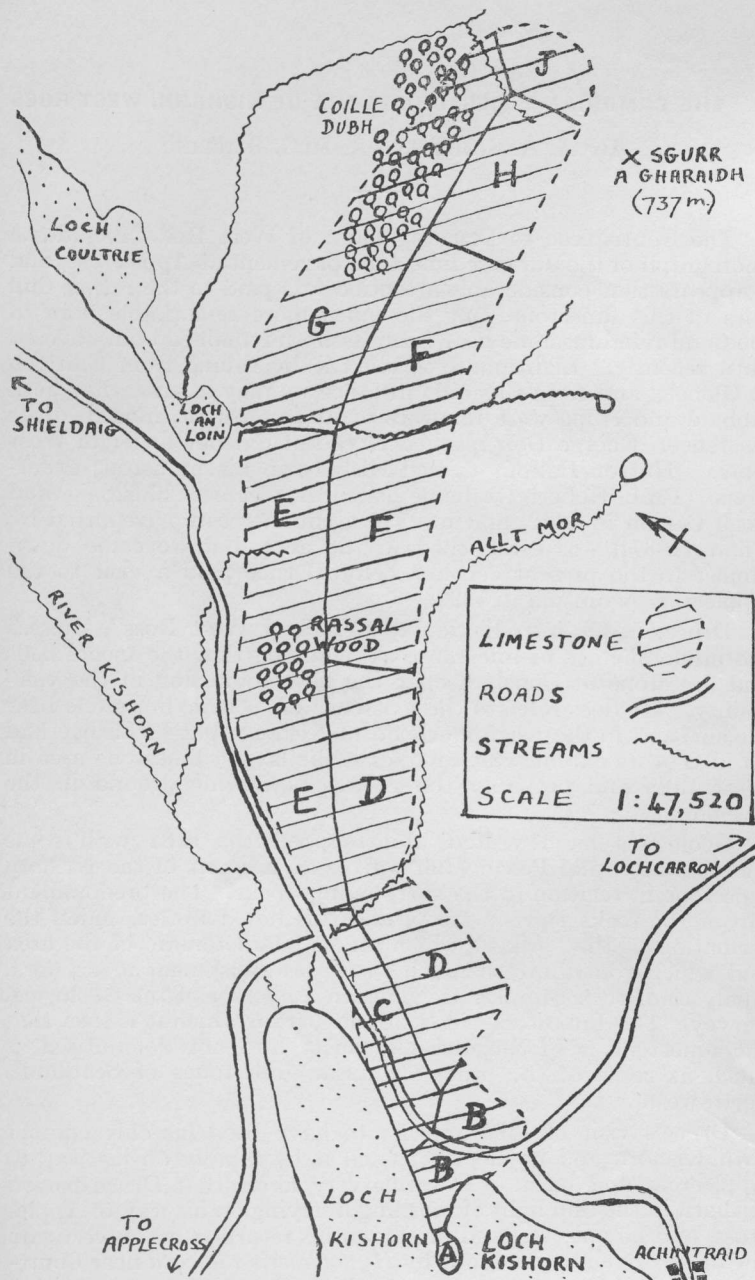 COILLE
DUBH
J
H
X SGURR
A GHARAIDH
(737 m.)
LOCH
COULTRIE
G
F
TO
SHIELDAIG
LOCH
AN
LOIN
E
F
ALLT MOR
RIVER KISHORN
RASSAL
WOOD
E
D
LIMESTONE
ROADS
STREAMS
SCALE 1:47,520
TO
LOCHCARRON
D
C
B
B
LOCH
KISHORN
A
LOCH
KISHORN
TO
APPLECROSS
ACHINTRAID